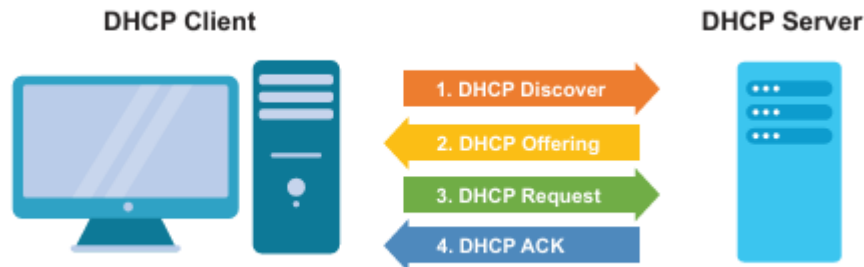 DHCP Client
DHCP Server
1. DHCP Discover
2. DHCP Offering
3. DHCP Request
4. DHCP ACK